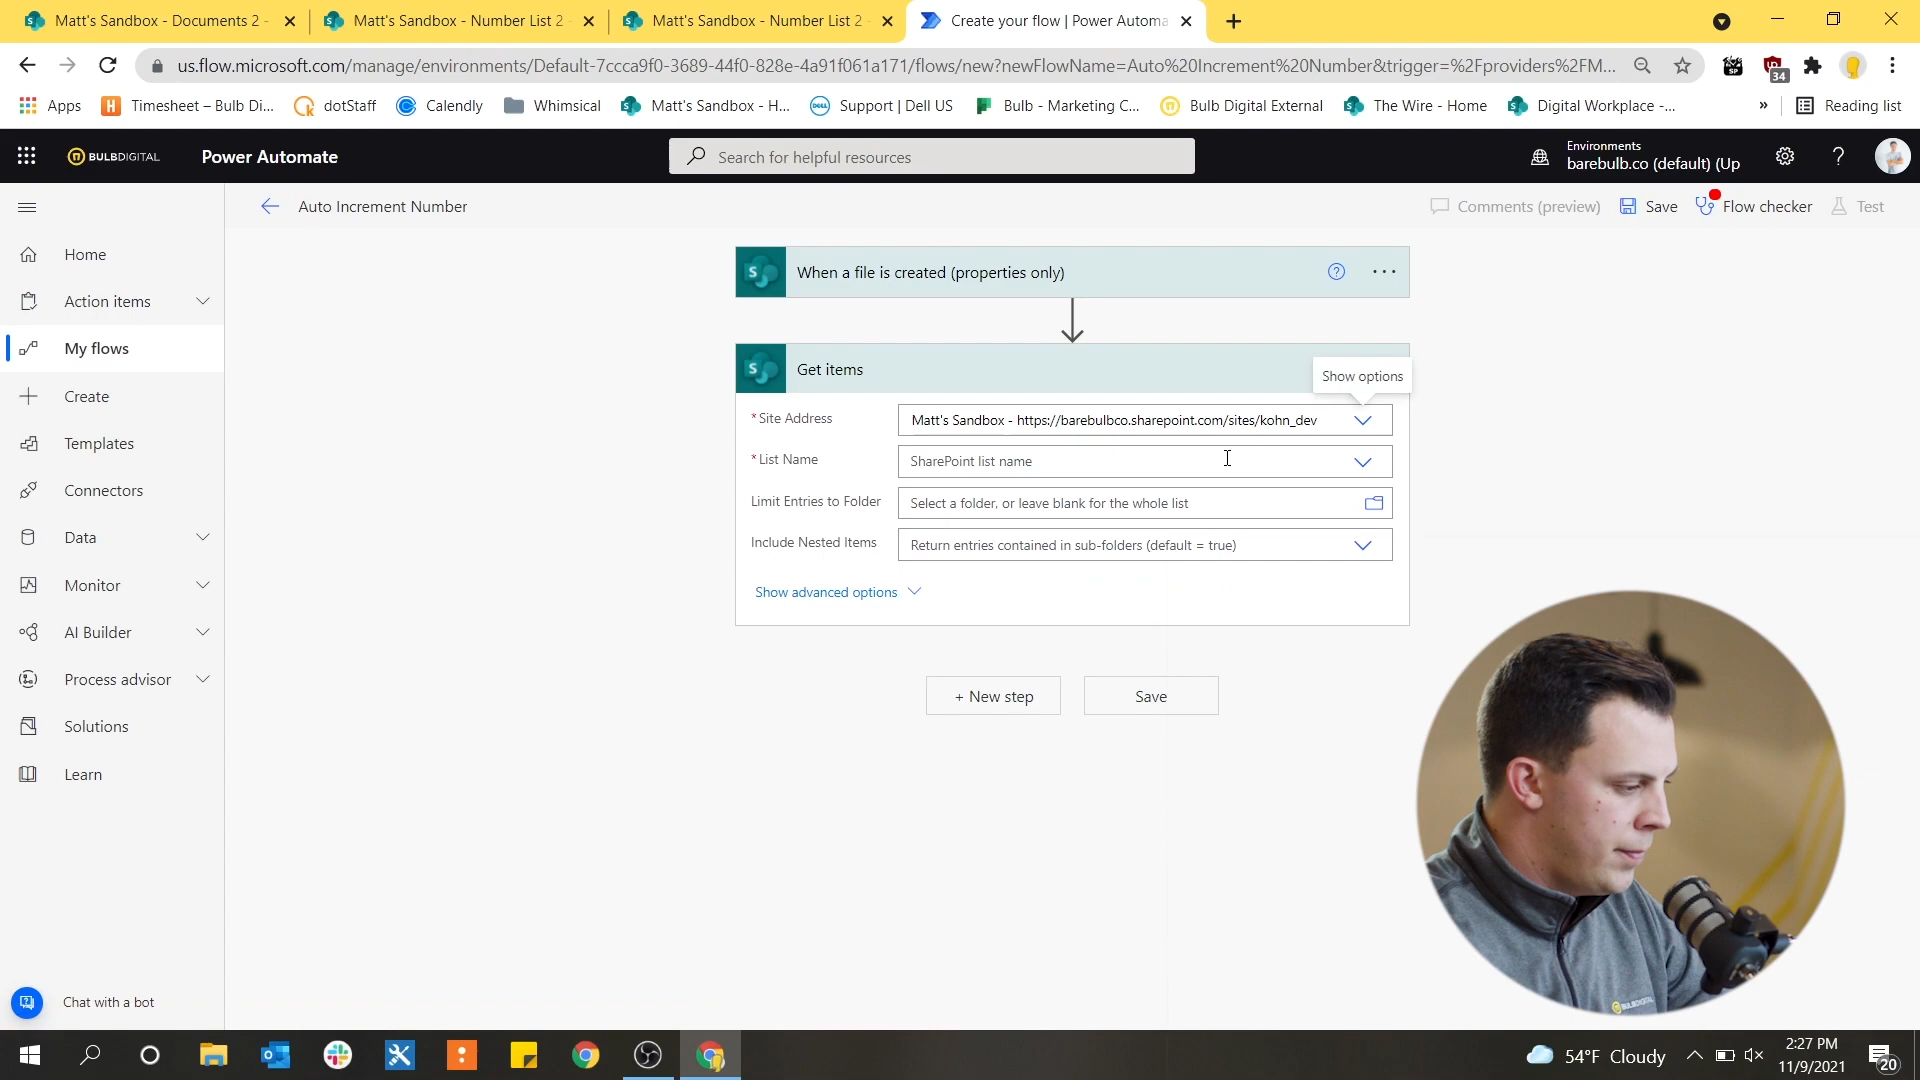 Matt's Sandbox - Documents 2 -
Matt's Sandbox - Number List 2
Matt's Sandbox - Number List 2
Create your flow | Power Automa
us.flow.microsoft.com/manage/environments/Default-7ccca9f0-3689-44f0-828e-4a91f061a171/flows/new?newFlowName=Auto%20Increment%20Number&trigger=%2Fproviders%2FM...
34
Apps
Timesheet – Bulb Di...
dotStaff
Calendly
Whimsical
Matt's Sandbox - H...
Support | Dell US
Bulb - Marketing C...
Bulb Digital External
The Wire - Home
Digital Workplace -...
»
Reading list
BULBDIGITAL
Power Automate
Search for helpful resources
Environments
barebulb.co (default) (Up
?
Auto Increment Number
Comments (preview)
Save
Flow checker
Test
Home
Action items
My flows
Create
Templates
Connectors
Data
Monitor
AI Builder
Process advisor
Solutions
Learn
Chat with a bot
When a file is created (properties only)
?
...
Get items
Show options
* Site Address
Matt's Sandbox - https://barebulbco.sharepoint.com/sites/kohn_dev
* List Name
SharePoint list name
Limit Entries to Folder
Select a folder, or leave blank for the whole list
Include Nested Items
Return entries contained in sub-folders (default = true)
Show advanced options
+ New step
Save
BULBDIGITAL
54°F Cloudy
2:27 PM
11/9/2021
20